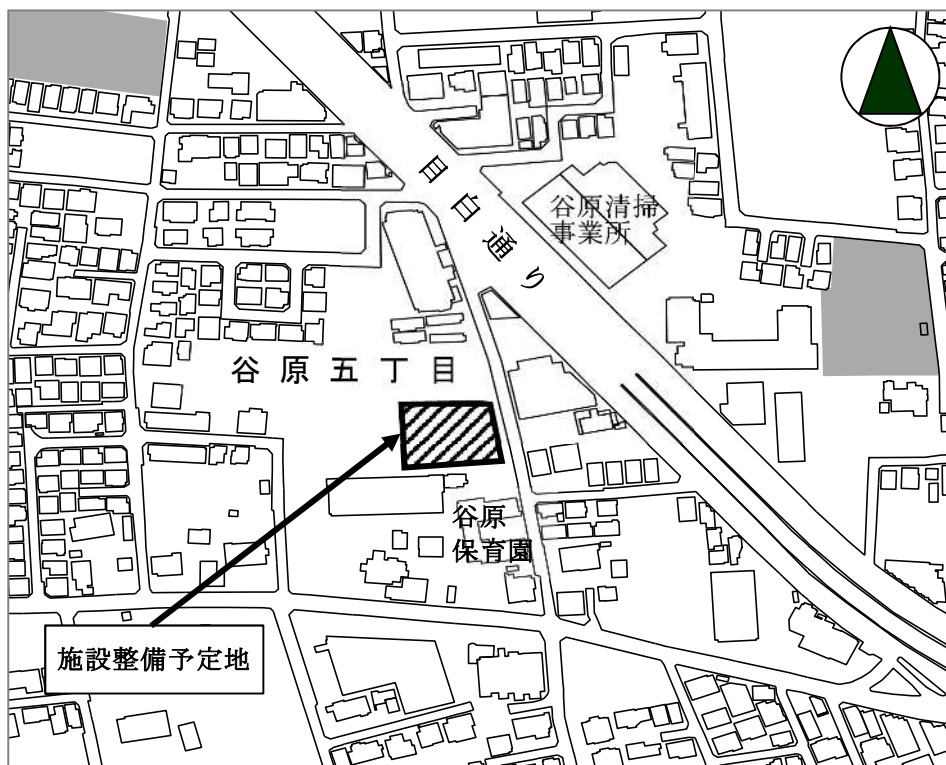 目白通り
谷原清掃
事業所
谷原五丁目
谷原
保育園
施設整備予定地